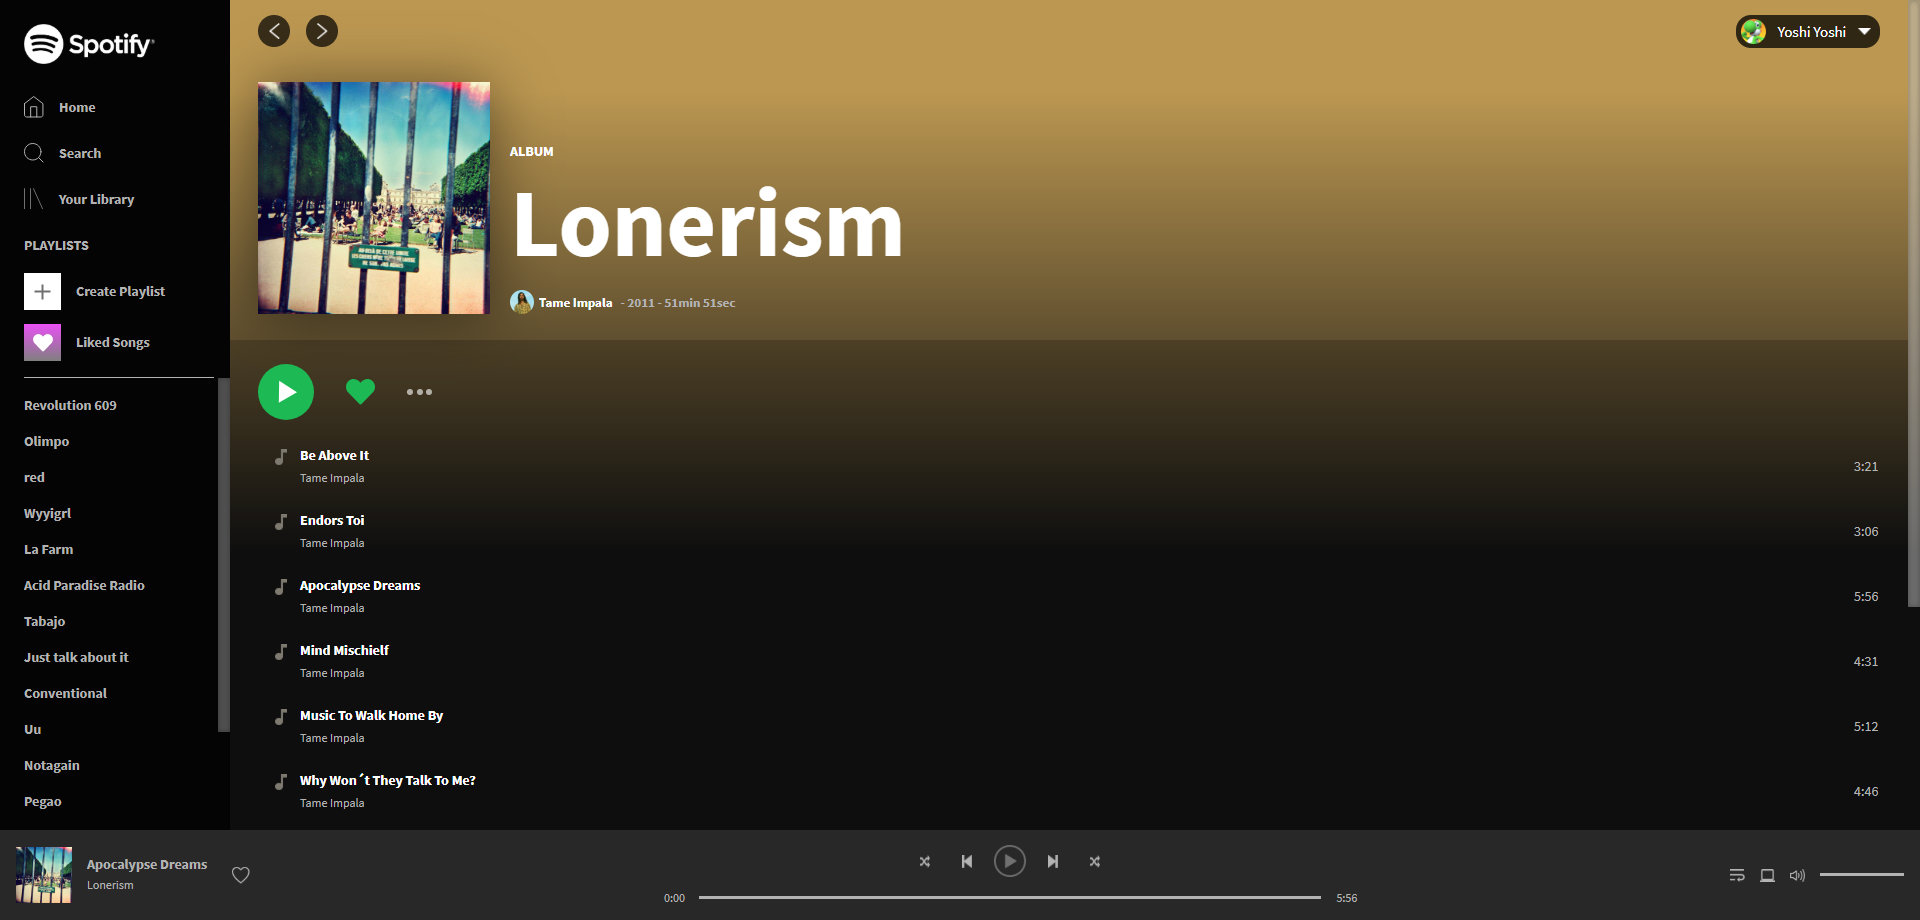 Spotify
Home
Search
Your Library
PLAYLISTS
Create Playlist
Liked Songs
Revolution 609
Olimpo
red
Wyyigrl
La Farm
Acid Paradise Radio
Tabajo
Just talk about it
Conventional
Uu
Notagain
Pegao
Yoshi Yoshi
ALBUM
Lonerism
Tame Impala - 2011 - 51min 51sec
Be Above It
Tame Impala
3:21
Endors Toi
Tame Impala
3:06
Apocalypse Dreams
Tame Impala
5:56
Mind Mischielf
Tame Impala
4:31
Music To Walk Home By
Tame Impala
5:12
Why Won´t They Talk To Me?
Tame Impala
4:46
Apocalypse Dreams
Lonerism
0:00
5:56